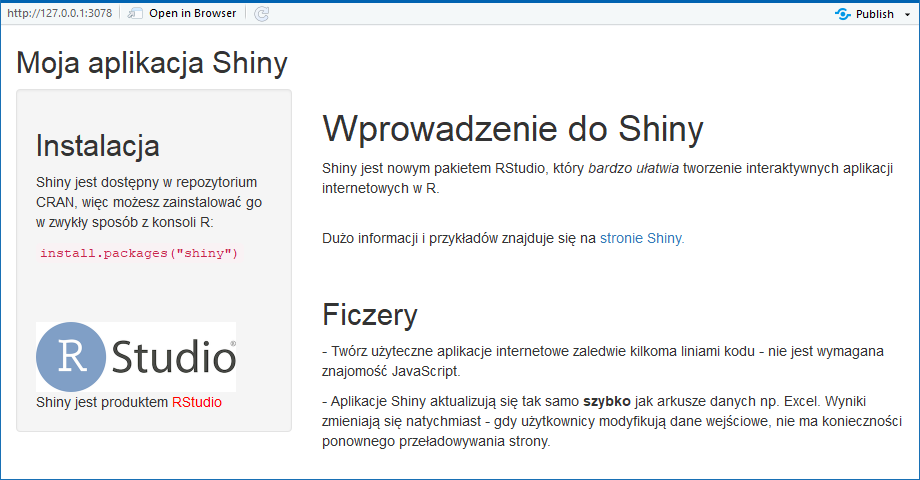 http://127.0.0.1:3078
Open in Browser
Publish
Moja aplikacja Shiny
Instalacja
Shiny jest dostępny w repozytorium
CRAN, więc możesz zainstalować go
w zwykły sposób z konsoli R:
install.packages("shiny")
R Studio®
Shiny jest produktem RStudio
Wprowadzenie do Shiny
Shiny jest nowym pakietem RStudio, który bardzo ułatwia tworzenie interaktywnych aplikacji
internetowych w R.
Dużo informacji i przykładów znajduje się na stronie Shiny.
Ficzery
- Twórz użyteczne aplikacje internetowe zaledwie kilkoma liniami kodu - nie jest wymagana
znajomość JavaScript.
- Aplikacje Shiny aktualizują się tak samo szybko jak arkusze danych np. Excel. Wyniki
zmieniają się natychmiast - gdy użytkownicy modyfikują dane wejściowe, nie ma konieczności
ponownego przeładowywania strony.